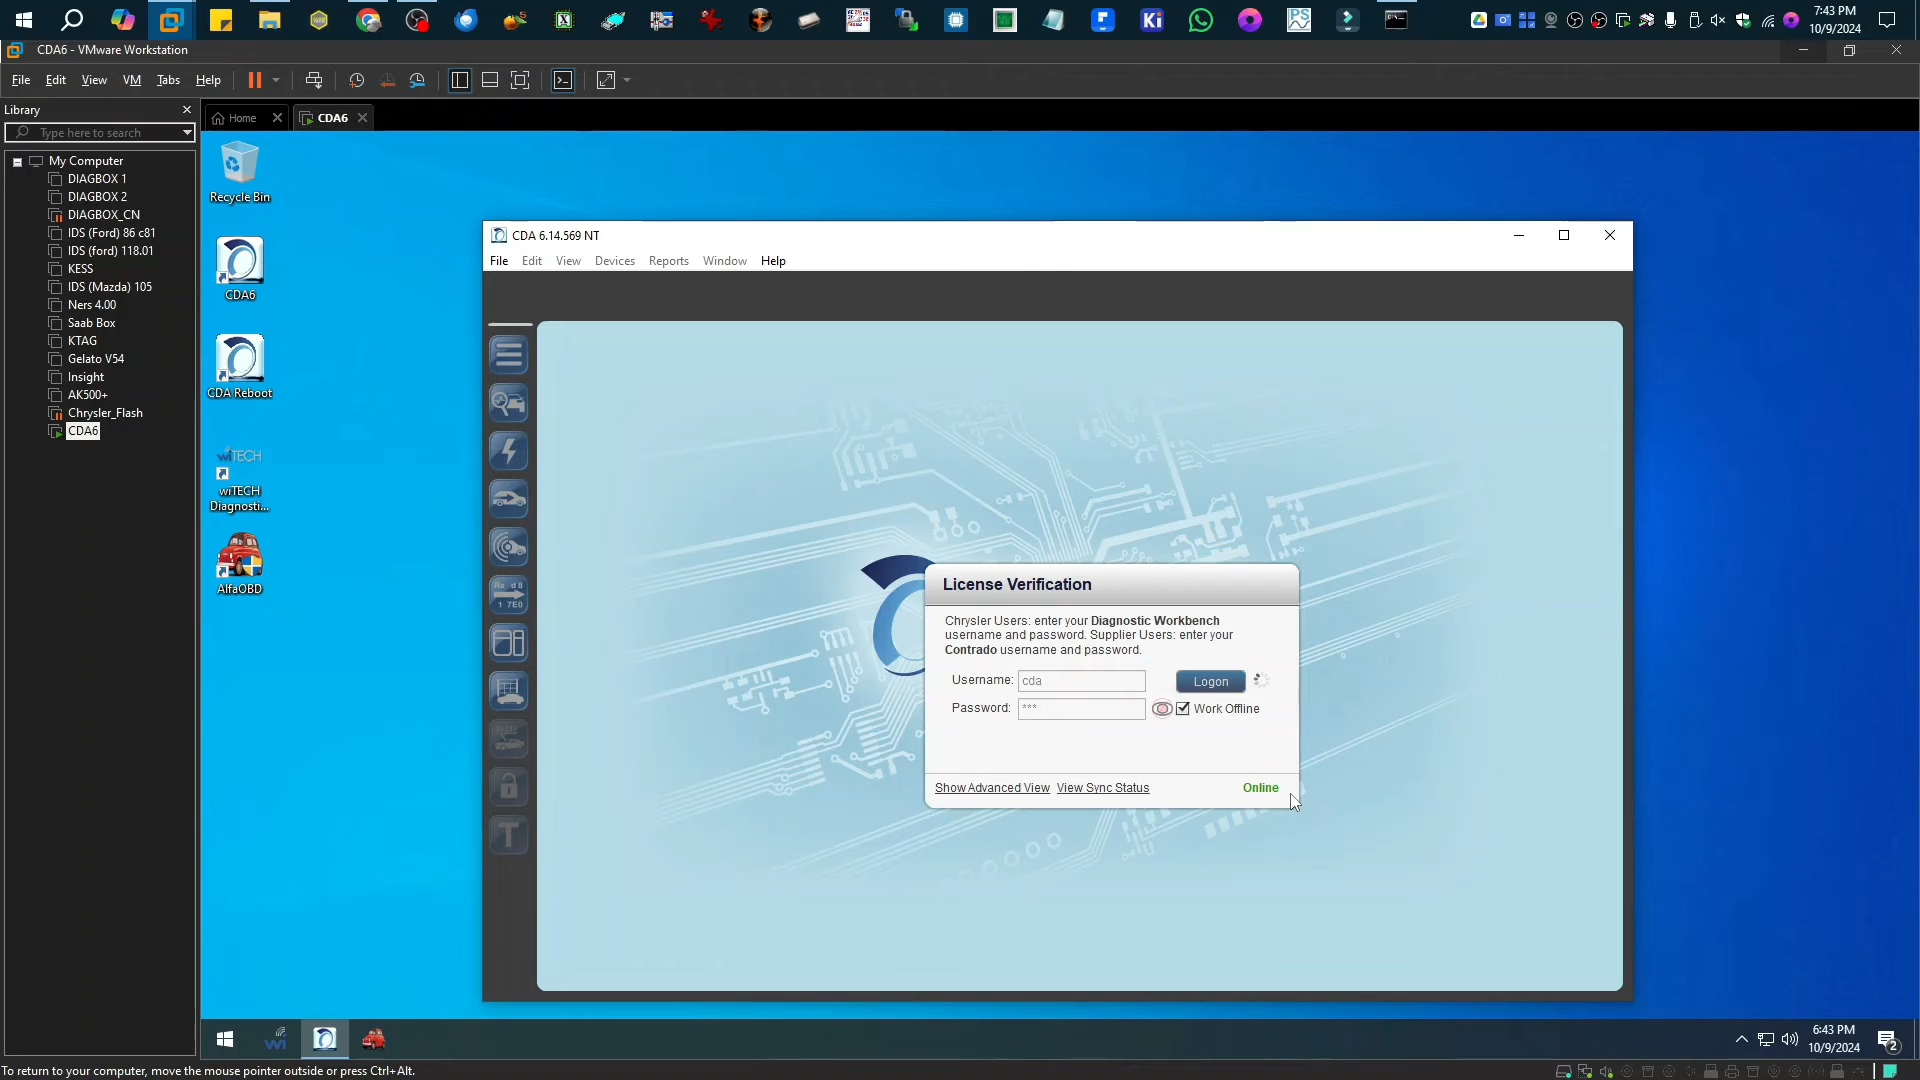 7:43 PM
10/9/2024
CDA6 - VMware Workstation
File Edit View VM Tabs Help
Library
Type here to search
Home
CDA6
My Computer
DIAGBOX 1
DIAGBOX 2
DIAGBOX_CN
IDS (Ford) 86 c81
IDS (ford) 118.01
KESS
IDS (Mazda) 105
Ners 4.00
Saab Box
KTAG
Gelato V54
Insight
AK500+
Chrysler_Flash
CDA6
Recycle Bin
CDA6
CDA Reboot
wiTECH
wiTECH
Diagnosti...
AlfaOBD
CDA 6.14.569 NT
File Edit View Devices Reports Window Help
Rx d8
1 7E0
T
License Verification
Chrysler Users: enter your Diagnostic Workbench
username and password. Supplier Users: enter your
Contrado username and password.
Username: cda Logon
Password: *** Work Offline
Show Advanced View View Sync Status Online
6:43 PM
10/9/2024
2
To return to your computer, move the mouse pointer outside or press Ctrl+Alt.